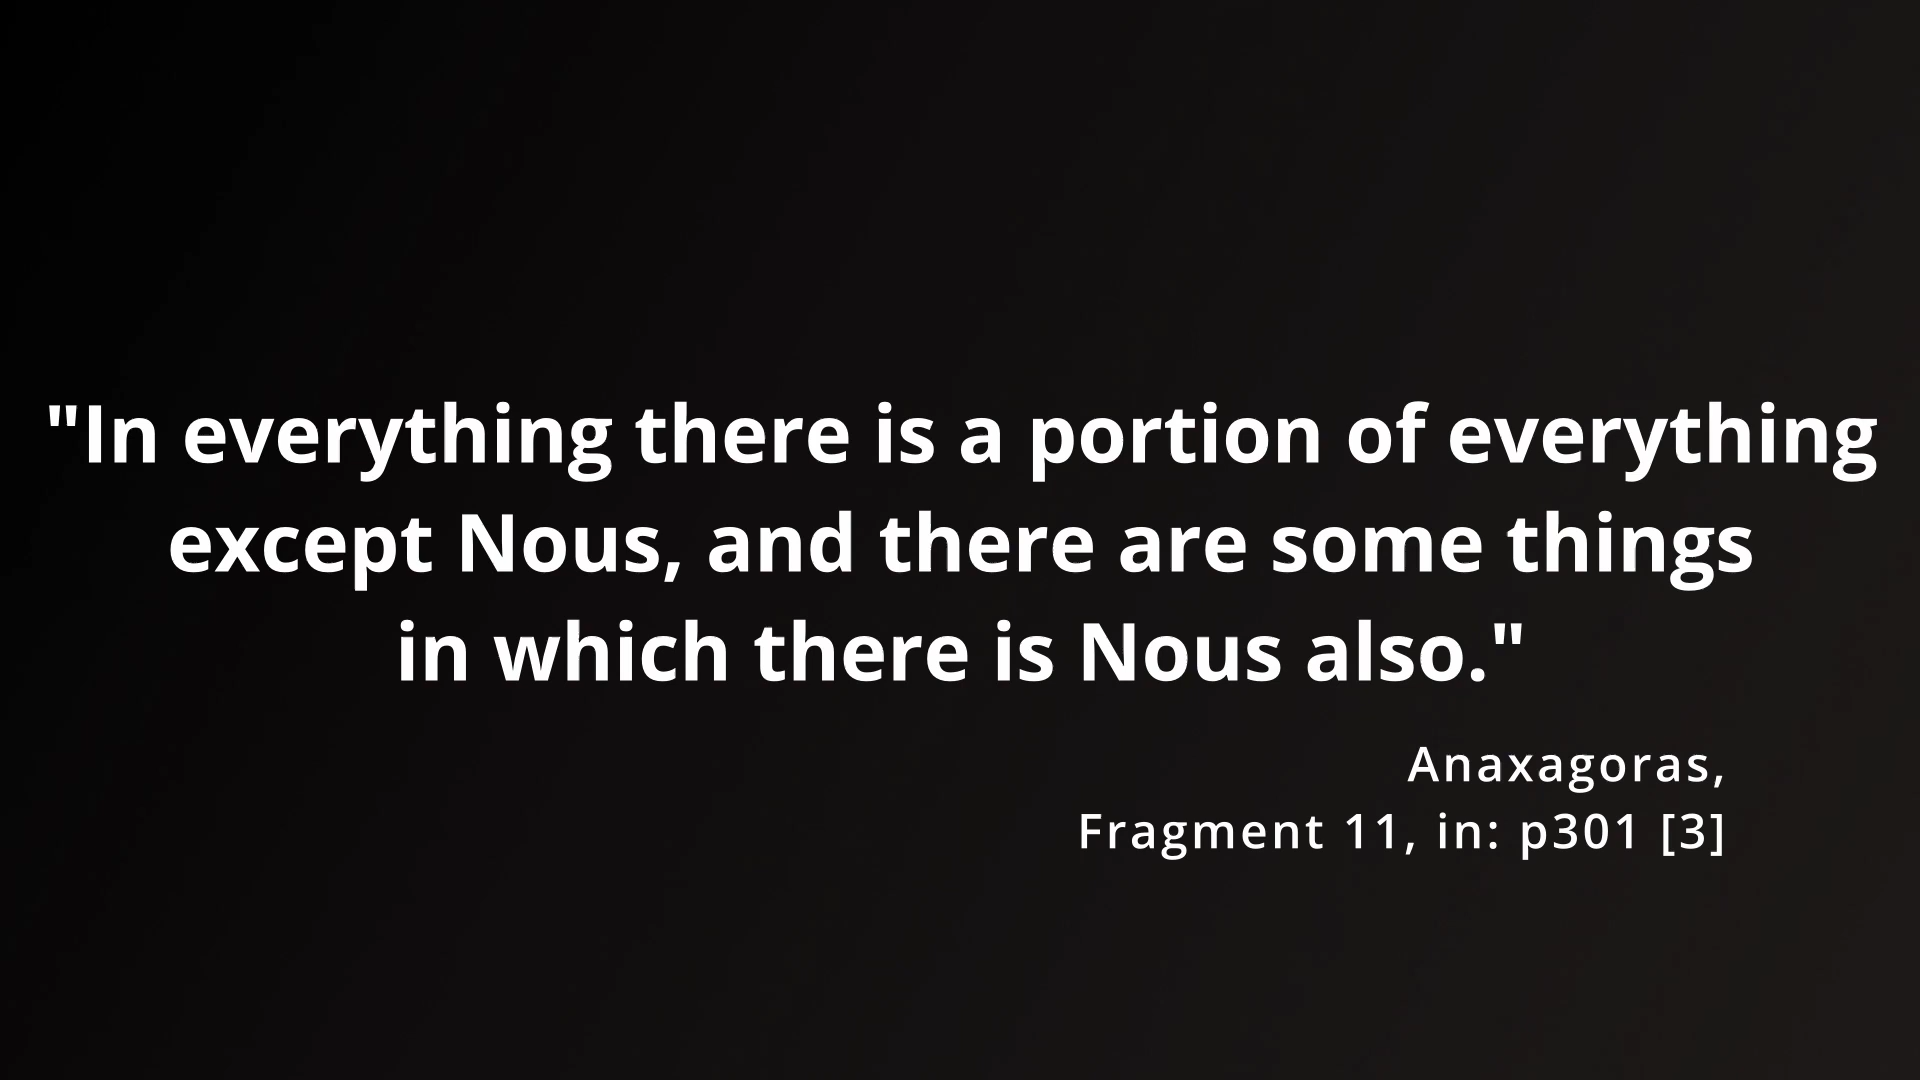 "In everything there is a portion of everything
except Nous, and there are some things
in which there is Nous also."
Anaxagoras,
Fragment 11, in: p301 [3]